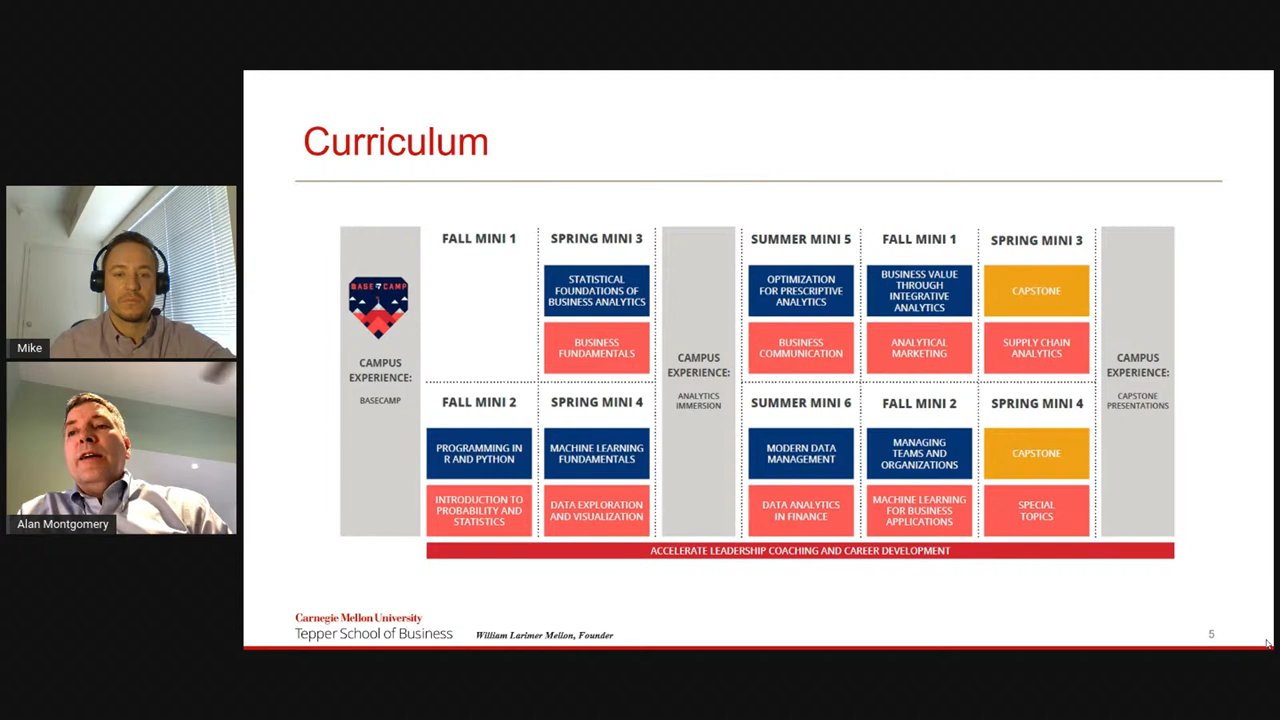 Curriculum
BASECAMP
CAMPUS
EXPERIENCE:
BASECAMP
FALL MINI 1
SPRING MINI 3
STATISTICAL
FOUNDATIONS OF
BUSINESS ANALYTICS
BUSINESS
FUNDAMENTALS
FALL MINI 2
PROGRAMMING IN
R AND PYTHON
INTRODUCTION TO
PROBABILITY AND
STATISTICS
SPRING MINI 4
MACHINE LEARNING
FUNDAMENTALS
DATA EXPLORATION
AND VISUALIZATION
CAMPUS
EXPERIENCE:
ANALYTICS
IMMERSION
SUMMER MINI 5
OPTIMIZATION
FOR PRESCRIPTIVE
ANALYTICS
BUSINESS
COMMUNICATION
FALL MINI 1
BUSINESS VALUE
THROUGH
INTEGRATIVE
ANALYTICS
ANALYTICAL
MARKETING
SPRING MINI 3
CAPSTONE
SUPPLY CHAIN
ANALYTICS
SUMMER MINI 6
MODERN DATA
MANAGEMENT
DATA ANALYTICS
IN FINANCE
FALL MINI 2
MANAGING
TEAMS AND
ORGANIZATIONS
MACHINE LEARNING
FOR BUSINESS
APPLICATIONS
SPRING MINI 4
CAPSTONE
SPECIAL
TOPICS
CAMPUS
EXPERIENCE:
CAPSTONE
PRESENTATIONS
ACCELERATE LEADERSHIP COACHING AND CAREER DEVELOPMENT
Mike
Alan Montgomery
Carnegie Mellon University
Tepper School of Business
William Larimer Mellon, Founder
5